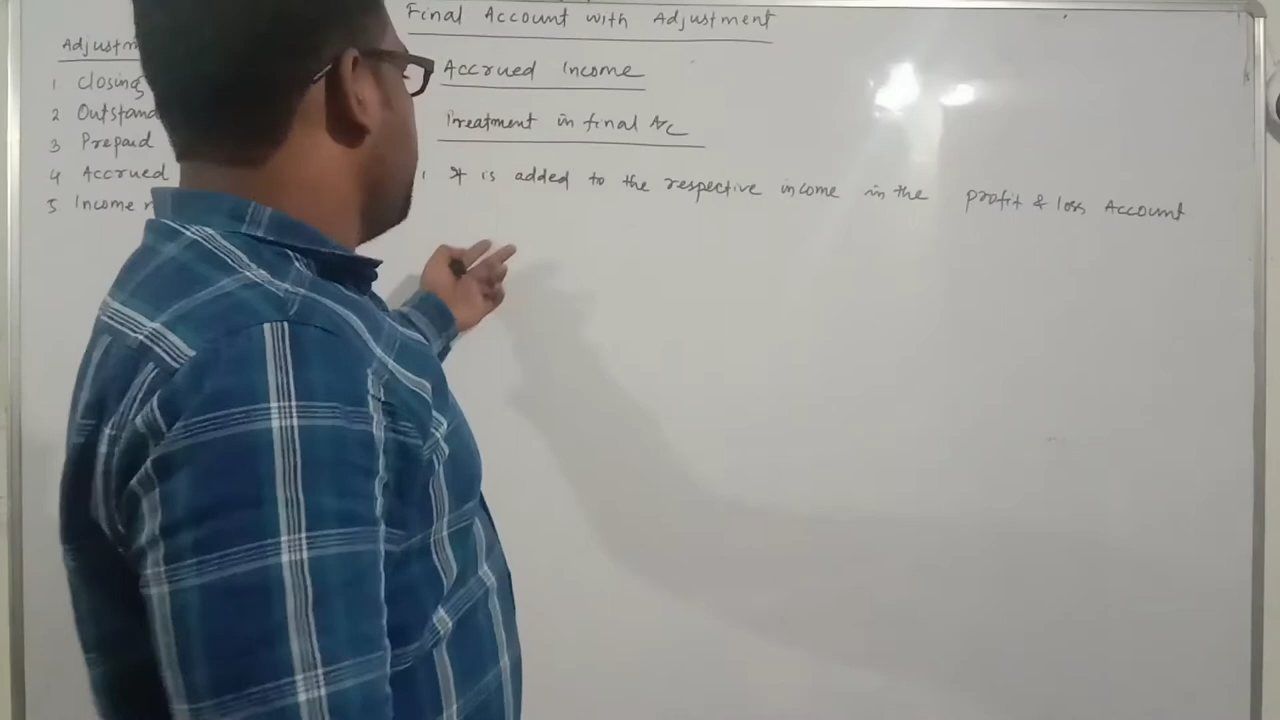 Final Account with Adjustment
Adjustm
1 Closing
2 Outstand
3 Prepaid
4 Accrued
5 Income r
Accrued Income
Treatment in final A/C
1 It is added to the respective income in the profit & loss Account